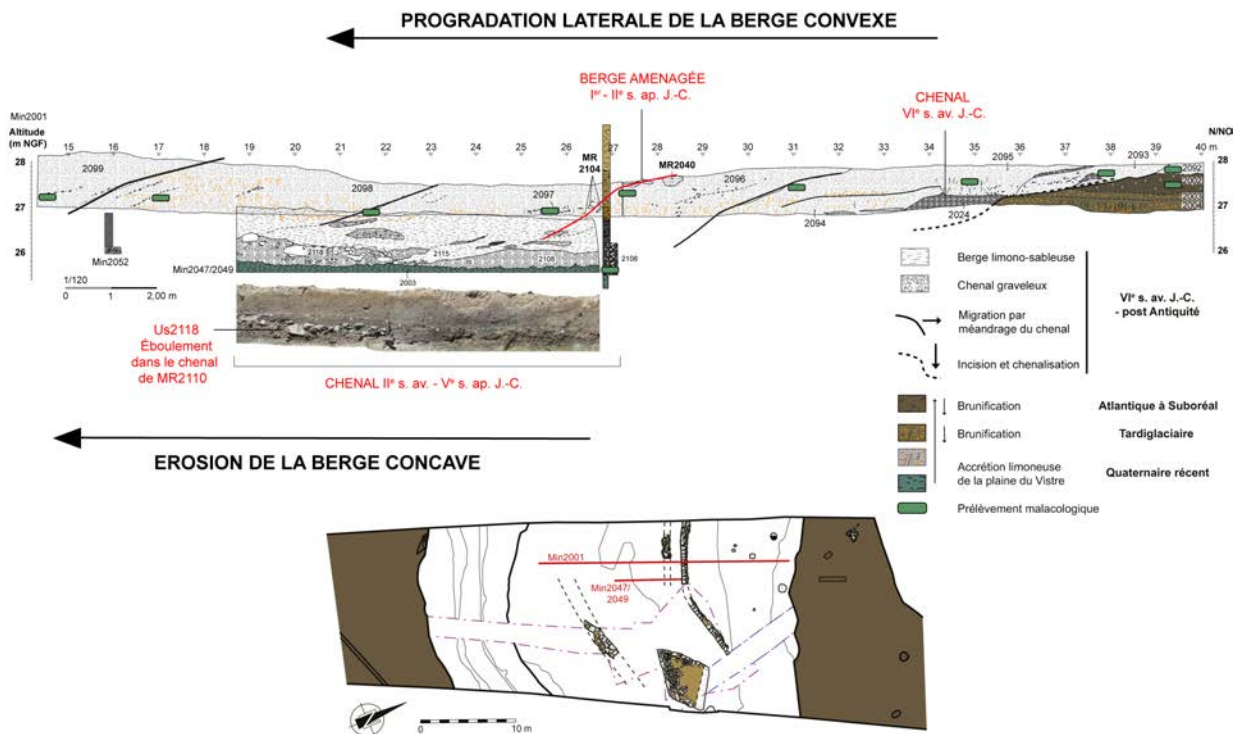 PROGRADATION LATERALE DE LA BERGE CONVEXE
BERGE AMENAGÉE
Iᵉʳ - IIᵉ s. ap. J.-C.
CHENAL
VIᵉ s. av. J.-C.
Min2001
Altitude
(m NGF)
15 16 17 18 19 20 21 22 23 24 25 26 27 28 29 30 31 32 33 34 35 36 37 38 39 40 m
N/NO
MR
2104
MR2040
2095
2093
28
27
26
28
27
26
2099
2098
2097
2096
2094
2024
2092
2002
2118
2115
2108
2106
Min2052
Min2047/2049
2003
1/120
0 1 2,00 m
Us2118
Éboulement
dans le chenal
de MR2110
CHENAL IIᵉ s. av. - Vᵉ s. ap. J.-C.
Berge limono-sableuse
Chenal graveleux
Migration par
méandrage du chenal
Incision et chenalisation
VIᵉ s. av. J.-C.
- post Antiquité
Brunification
Atlantique à Suboréal
Brunification
Tardiglaciaire
Accrétion limoneuse
de la plaine du Vistre
Quaternaire récent
Prélèvement malacologique
EROSION DE LA BERGE CONCAVE
Min2001
Min2047/
2049
0 10 m